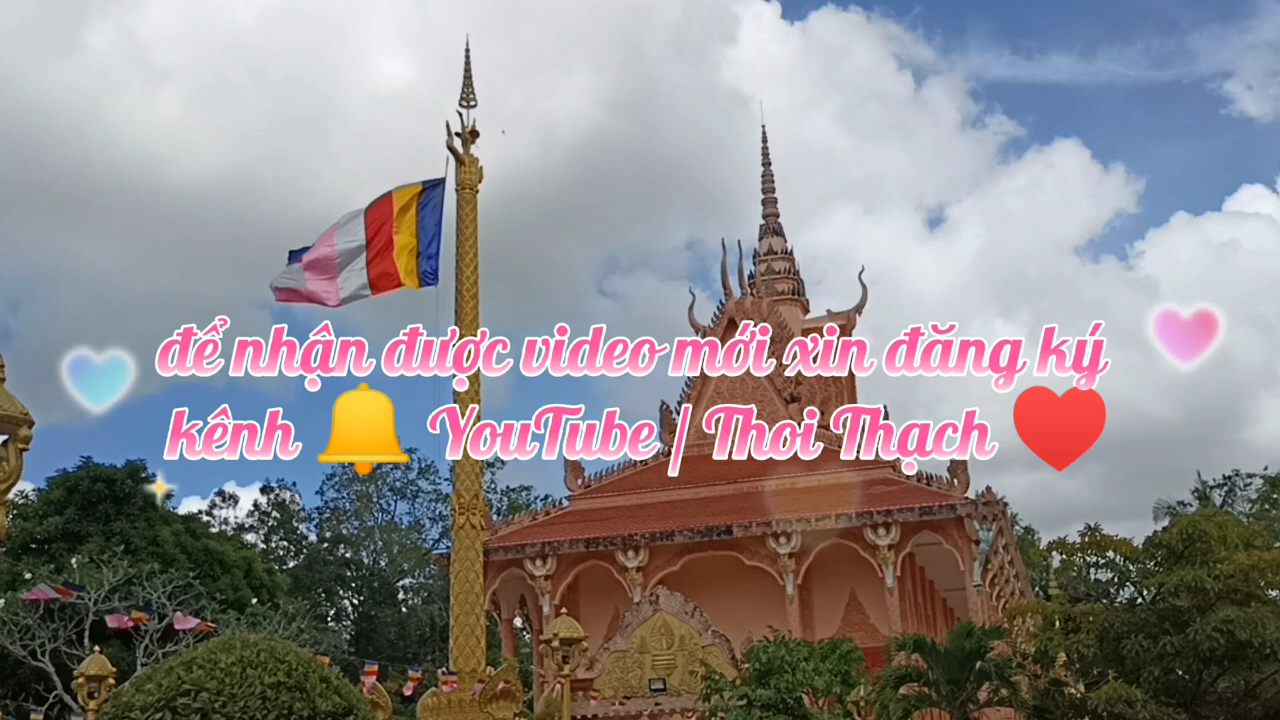 để nhận được video mới xin đăng ký
kênh 🔔 YouTube / Thoi Thạch ♥️